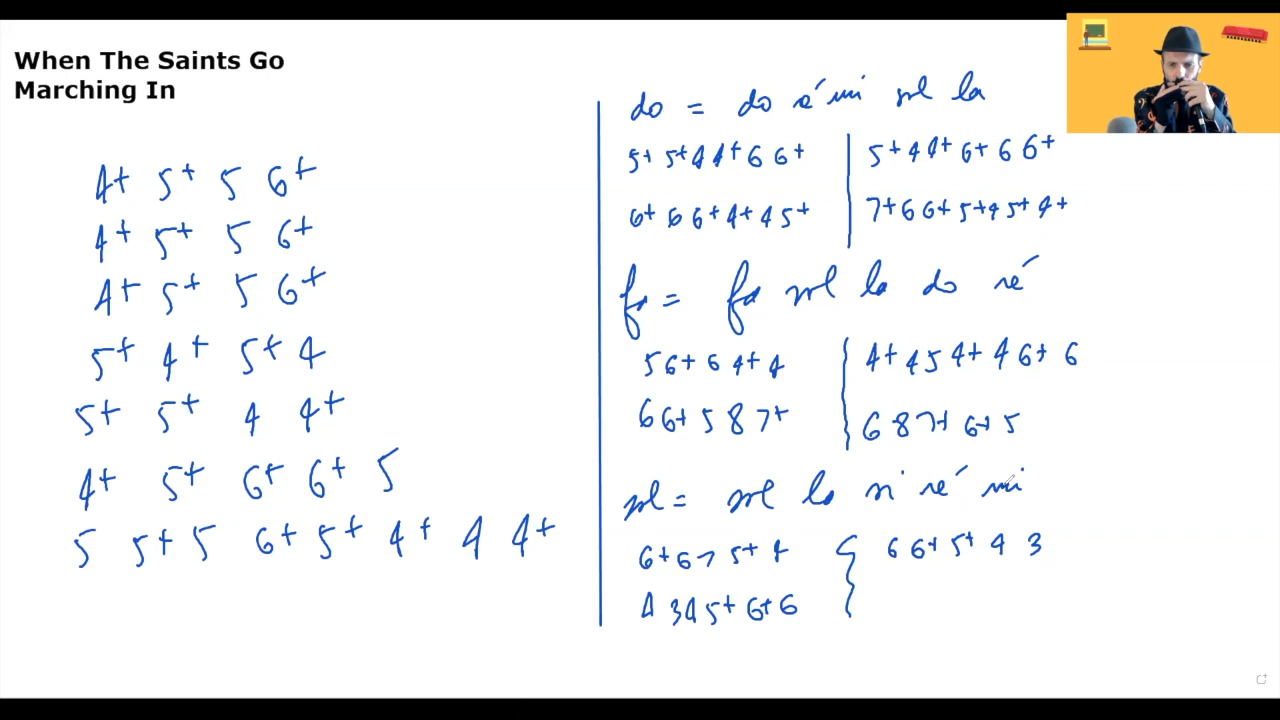 When The Saints Go
Marching In
4+ 5+ 5 6+
4+ 5+ 5 6+
4+ 5+ 5 6+
5+ 4+ 5+ 4
5+ 5+ 4 4+
4+ 5+ 6+ 6+ 5
5 5+ 5 6+ 5+ 4+ 4 4+
do = do ré mi sol la
5+ 5+ 4 4+ 6 6+ | 5+ 4 4+ 6+ 6 6+
6+ 6 6+ 4+ 4 5+ | 7+ 6 6+ 5+ 4 5+ 4+
fa = fa sol la do ré
5 6+ 6 4+ 4 { 4+ 4 5 4+ 4 6+ 6
6 6+ 5 8 7+ { 6 8 7+ 6+ 5
sol = sol la si ré mi
6+ 6 7 5+ 4 { 6 6+ 5+ 4 3
4 3 4 5+ 6+ 6